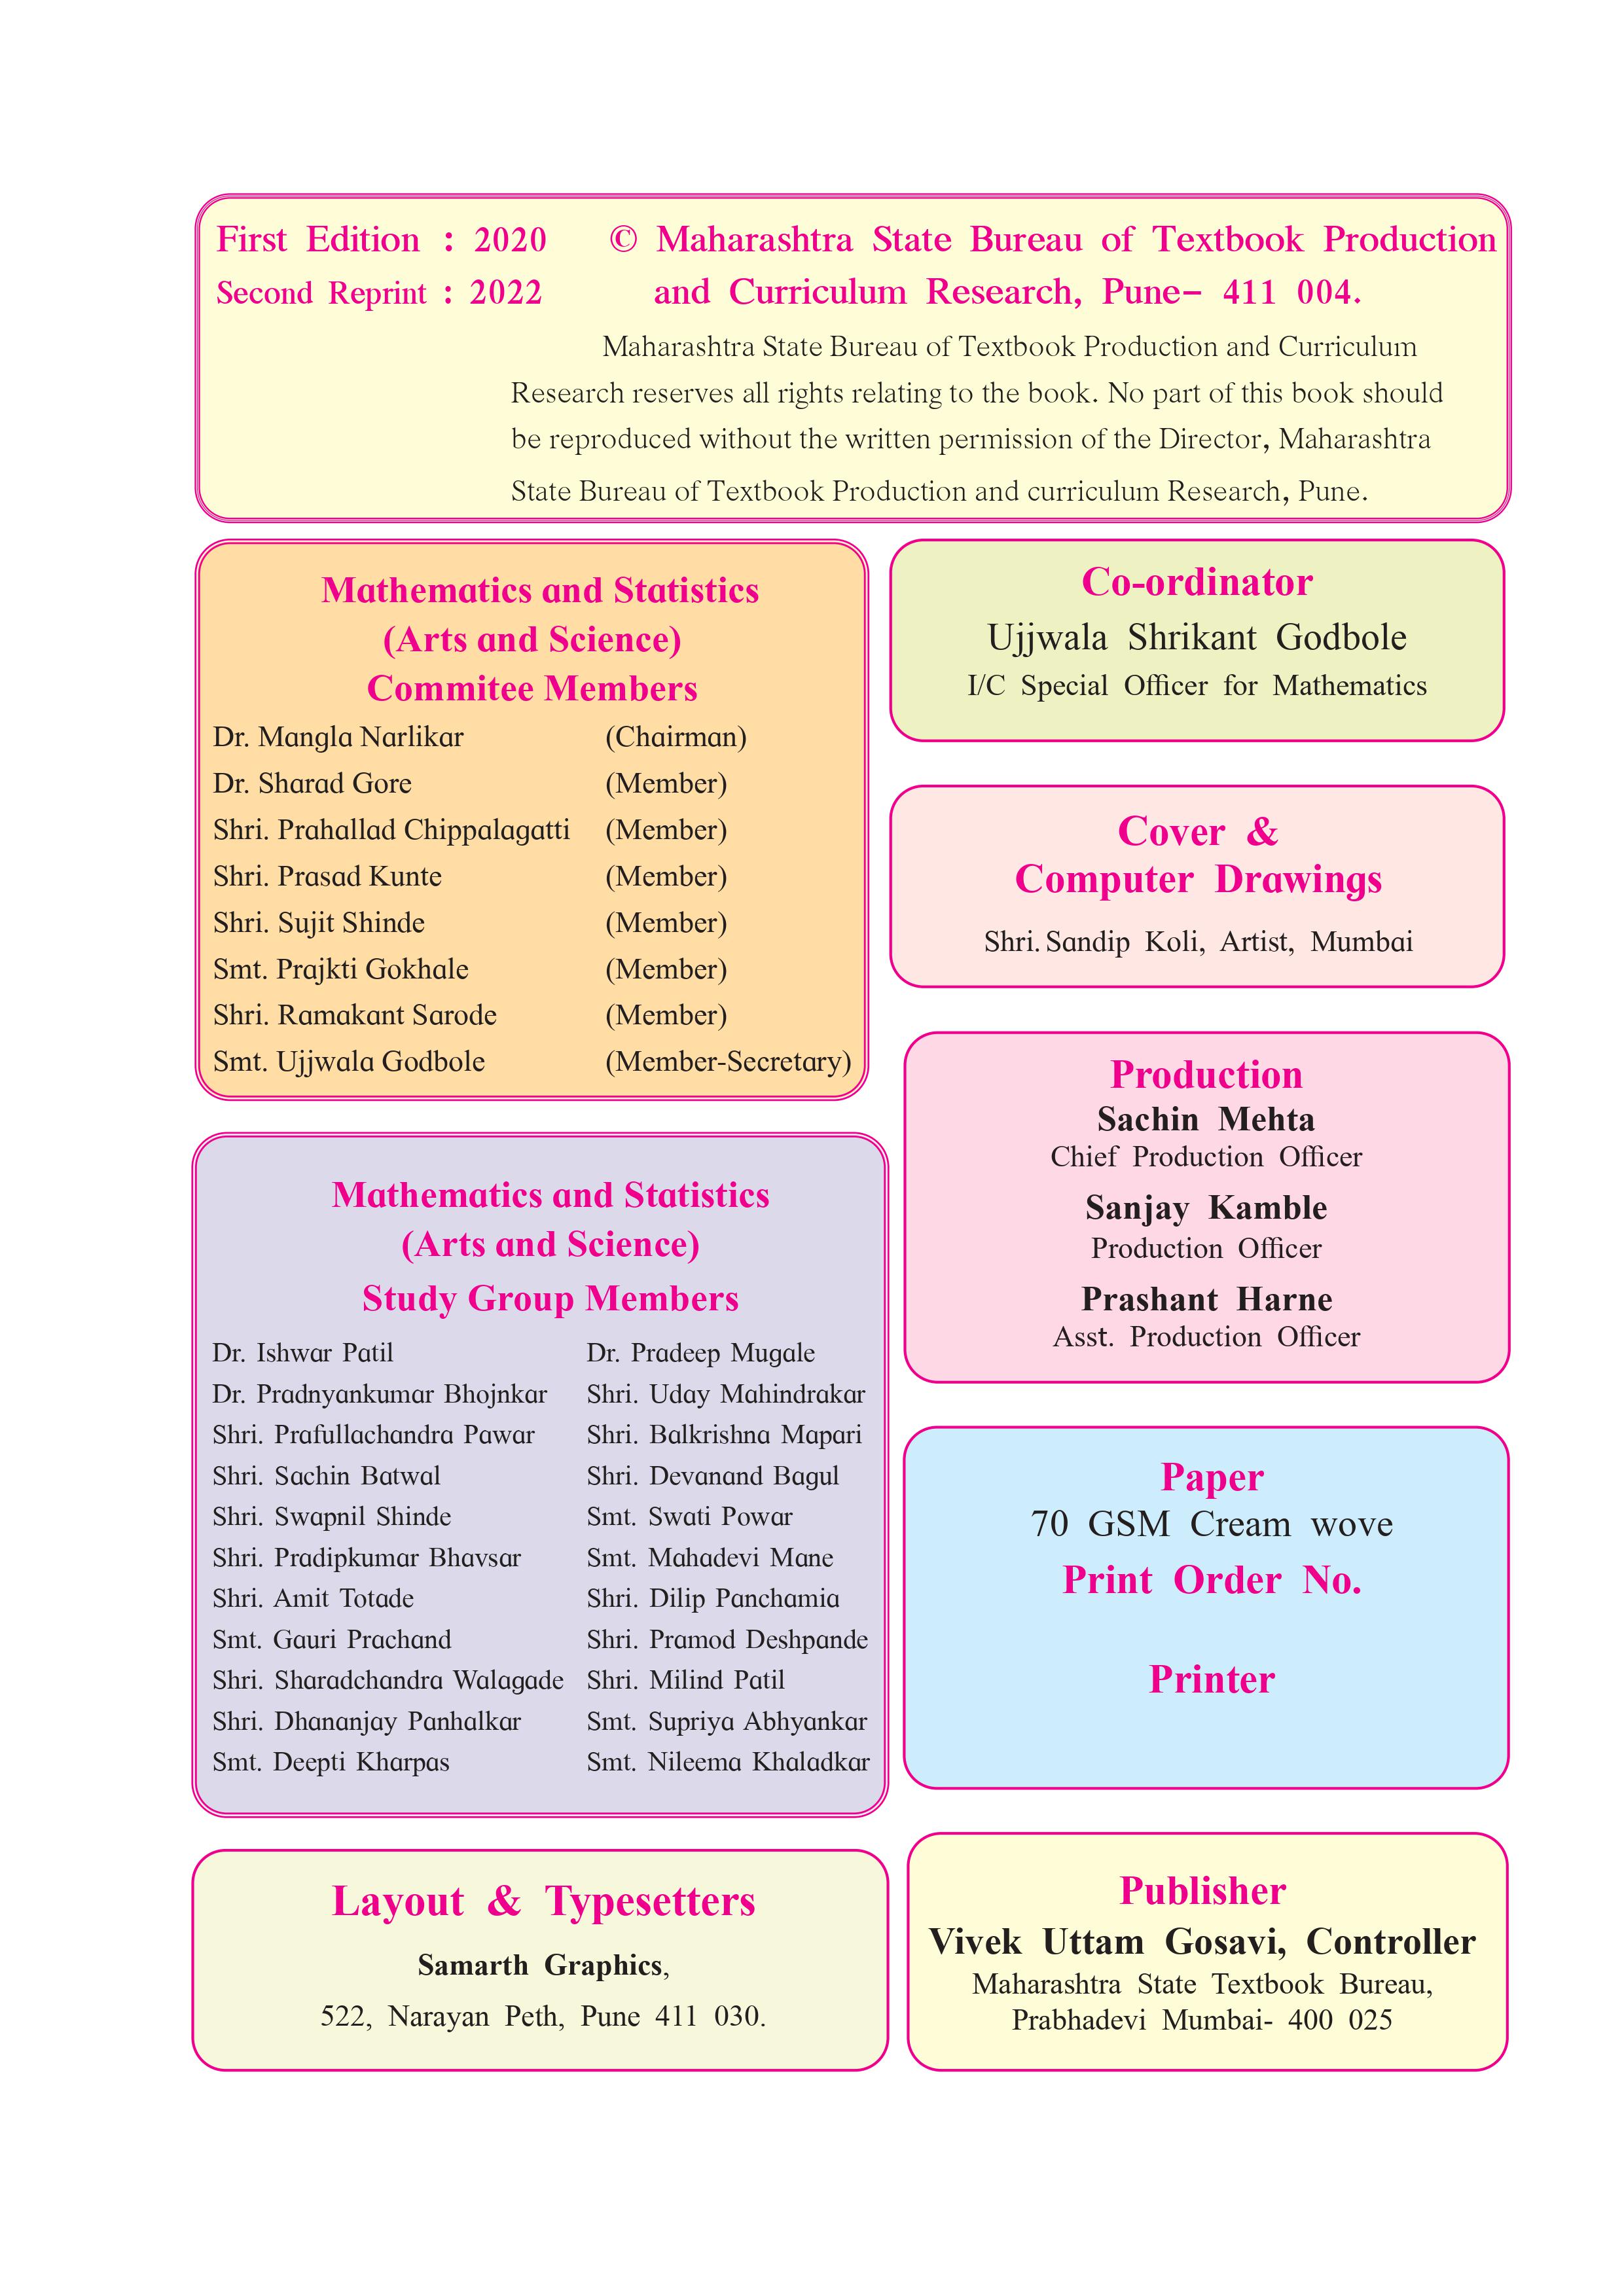 First Edition : 2020
Second Reprint : 2022
© Maharashtra State Bureau of Textbook Production
and Curriculum Research, Pune– 411 004.
Maharashtra State Bureau of Textbook Production and Curriculum
Research reserves all rights relating to the book. No part of this book should
be reproduced without the written permission of the Director, Maharashtra
State Bureau of Textbook Production and curriculum Research, Pune.
Mathematics and Statistics
(Arts and Science)
Commitee Members
Dr. Mangla Narlikar (Chairman)
Dr. Sharad Gore (Member)
Shri. Prahallad Chippalagatti (Member)
Shri. Prasad Kunte (Member)
Shri. Sujit Shinde (Member)
Smt. Prajkti Gokhale (Member)
Shri. Ramakant Sarode (Member)
Smt. Ujjwala Godbole (Member-Secretary)
Mathematics and Statistics
(Arts and Science)
Study Group Members
Dr. Ishwar Patil Dr. Pradeep Mugale
Dr. Pradnyankumar Bhojnkar Shri. Uday Mahindrakar
Shri. Prafullachandra Pawar Shri. Balkrishna Mapari
Shri. Sachin Batwal Shri. Devanand Bagul
Shri. Swapnil Shinde Smt. Swati Powar
Shri. Pradipkumar Bhavsar Smt. Mahadevi Mane
Shri. Amit Totade Shri. Dilip Panchamia
Smt. Gauri Prachand Shri. Pramod Deshpande
Shri. Sharadchandra Walagade Shri. Milind Patil
Shri. Dhananjay Panhalkar Smt. Supriya Abhyankar
Smt. Deepti Kharpas Smt. Nileema Khaladkar
Layout & Typesetters
Samarth Graphics,
522, Narayan Peth, Pune 411 030.
Co-ordinator
Ujjwala Shrikant Godbole
I/C Special Officer for Mathematics
Cover &
Computer Drawings
Shri. Sandip Koli, Artist, Mumbai
Production
Sachin Mehta
Chief Production Officer
Sanjay Kamble
Production Officer
Prashant Harne
Asst. Production Officer
Paper
70 GSM Cream wove
Print Order No.
Printer
Publisher
Vivek Uttam Gosavi, Controller
Maharashtra State Textbook Bureau,
Prabhadevi Mumbai- 400 025